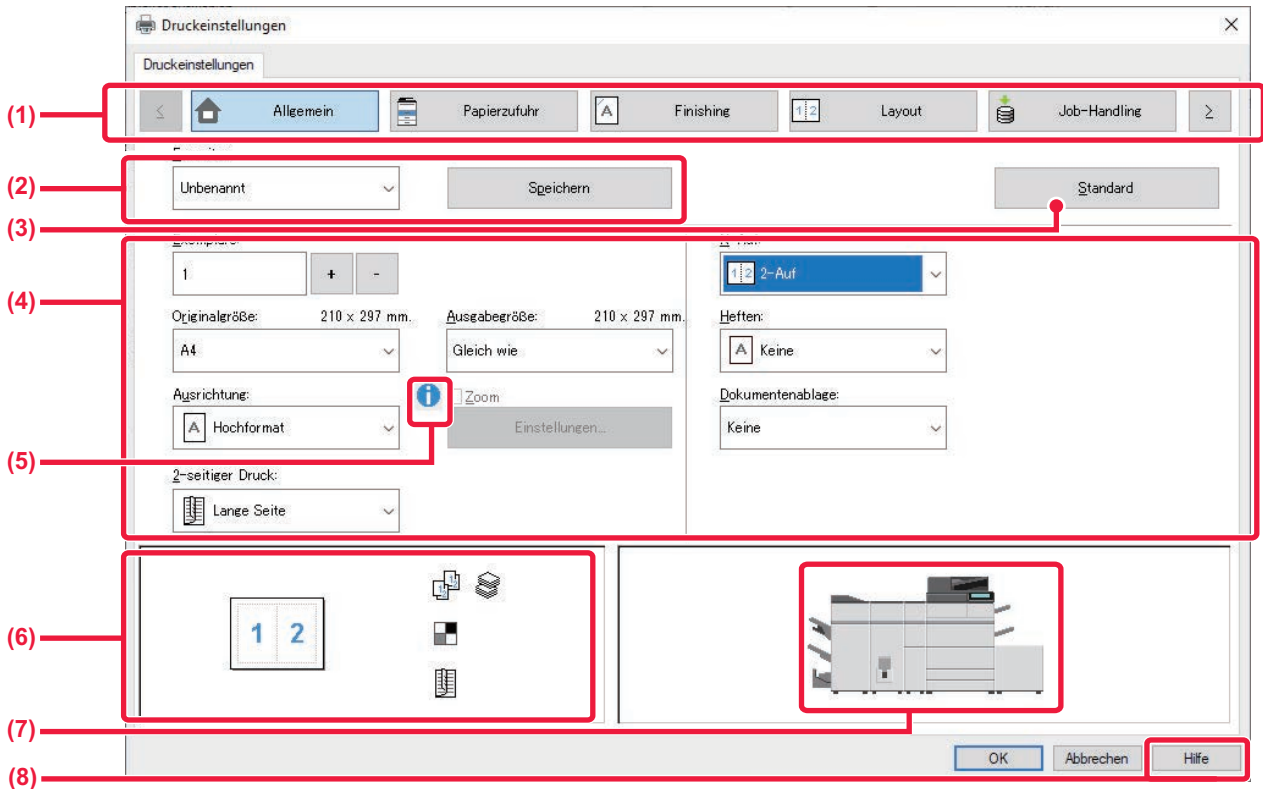 Druckeinstellungen
Druckeinstellungen
(1)
Allgemein
Papierzufuhr
Finishing
Layout
Job-Handling
(2)
Unbenannt
Speichern
Standard
(3)
(4)
1
+ -
2-Auf
Originalgröße: 210 x 297 mm.
Ausgabegröße: 210 x 297 mm.
Heften:
A4
Gleich wie
Keine
Ausrichtung:
Zoom
Dokumentenablage:
Hochformat
Einstellungen...
Keine
(5)
2-seitiger Druck:
Lange Seite
(6)
1 2
(7)
OK
Abbrechen
Hilfe
(8)